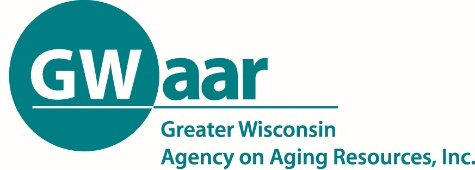 GWaar
Greater Wisconsin
Agency on Aging Resources, Inc.